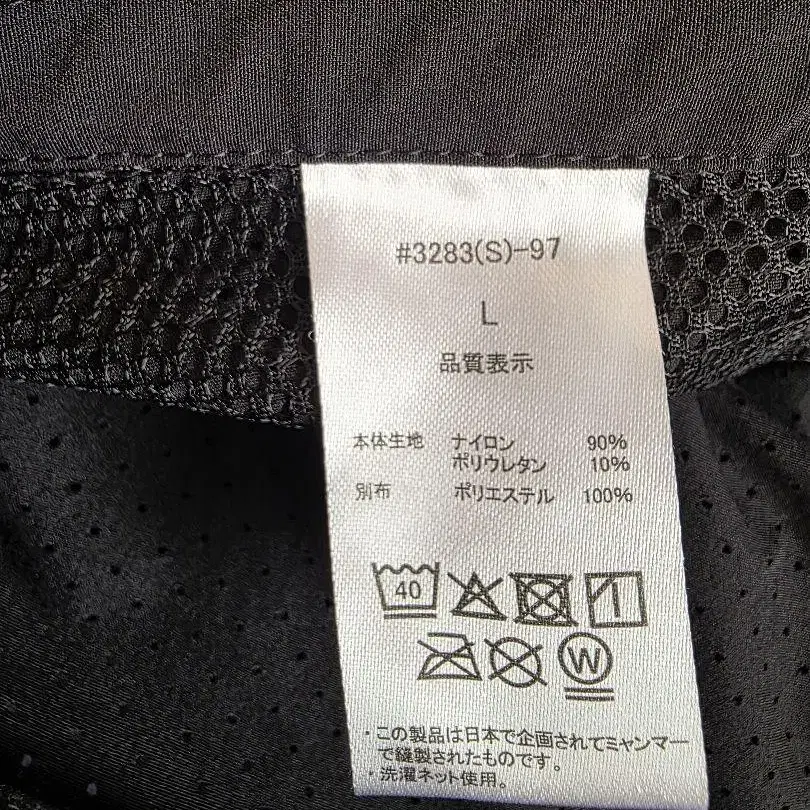 #3283(S)-97
L
品質表示
本体生地 ナイロン 90%
ポリウレタン 10%
別布 ポリエステル 100%
40
W
・この製品は日本で企画されてミャンマー
で縫製されたものです。
・洗濯ネット使用。